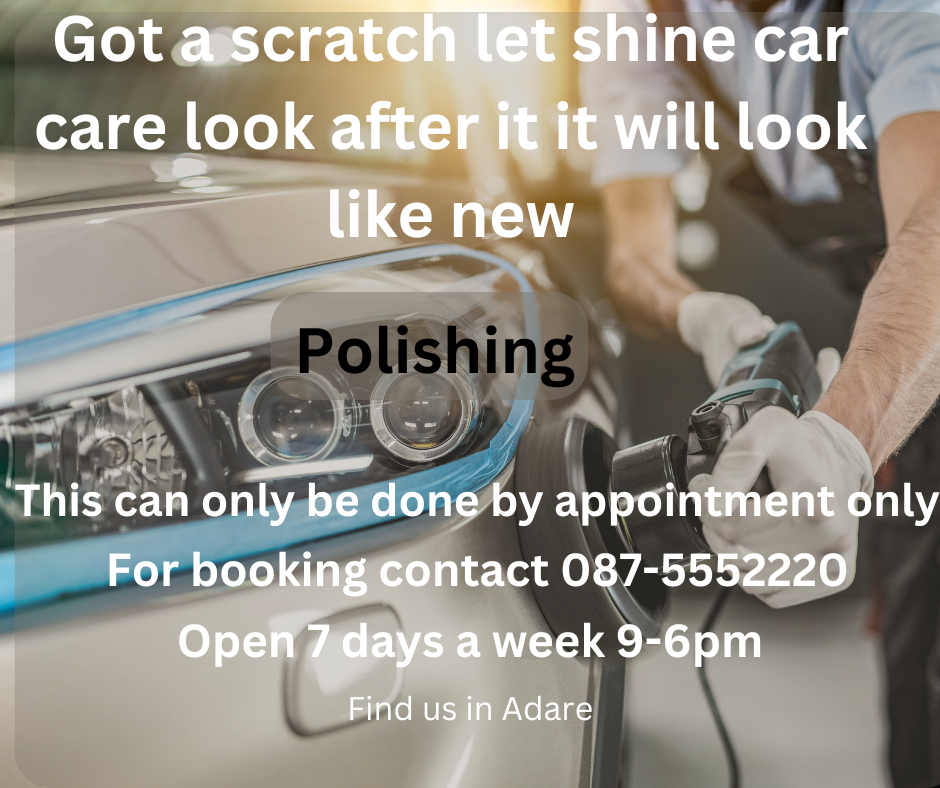 Got a scratch let shine car
care look after it it will look
like new
Polishing
This can only be done by appointment only
For booking contact 087-5552220
Open 7 days a week 9-6pm
Find us in Adare